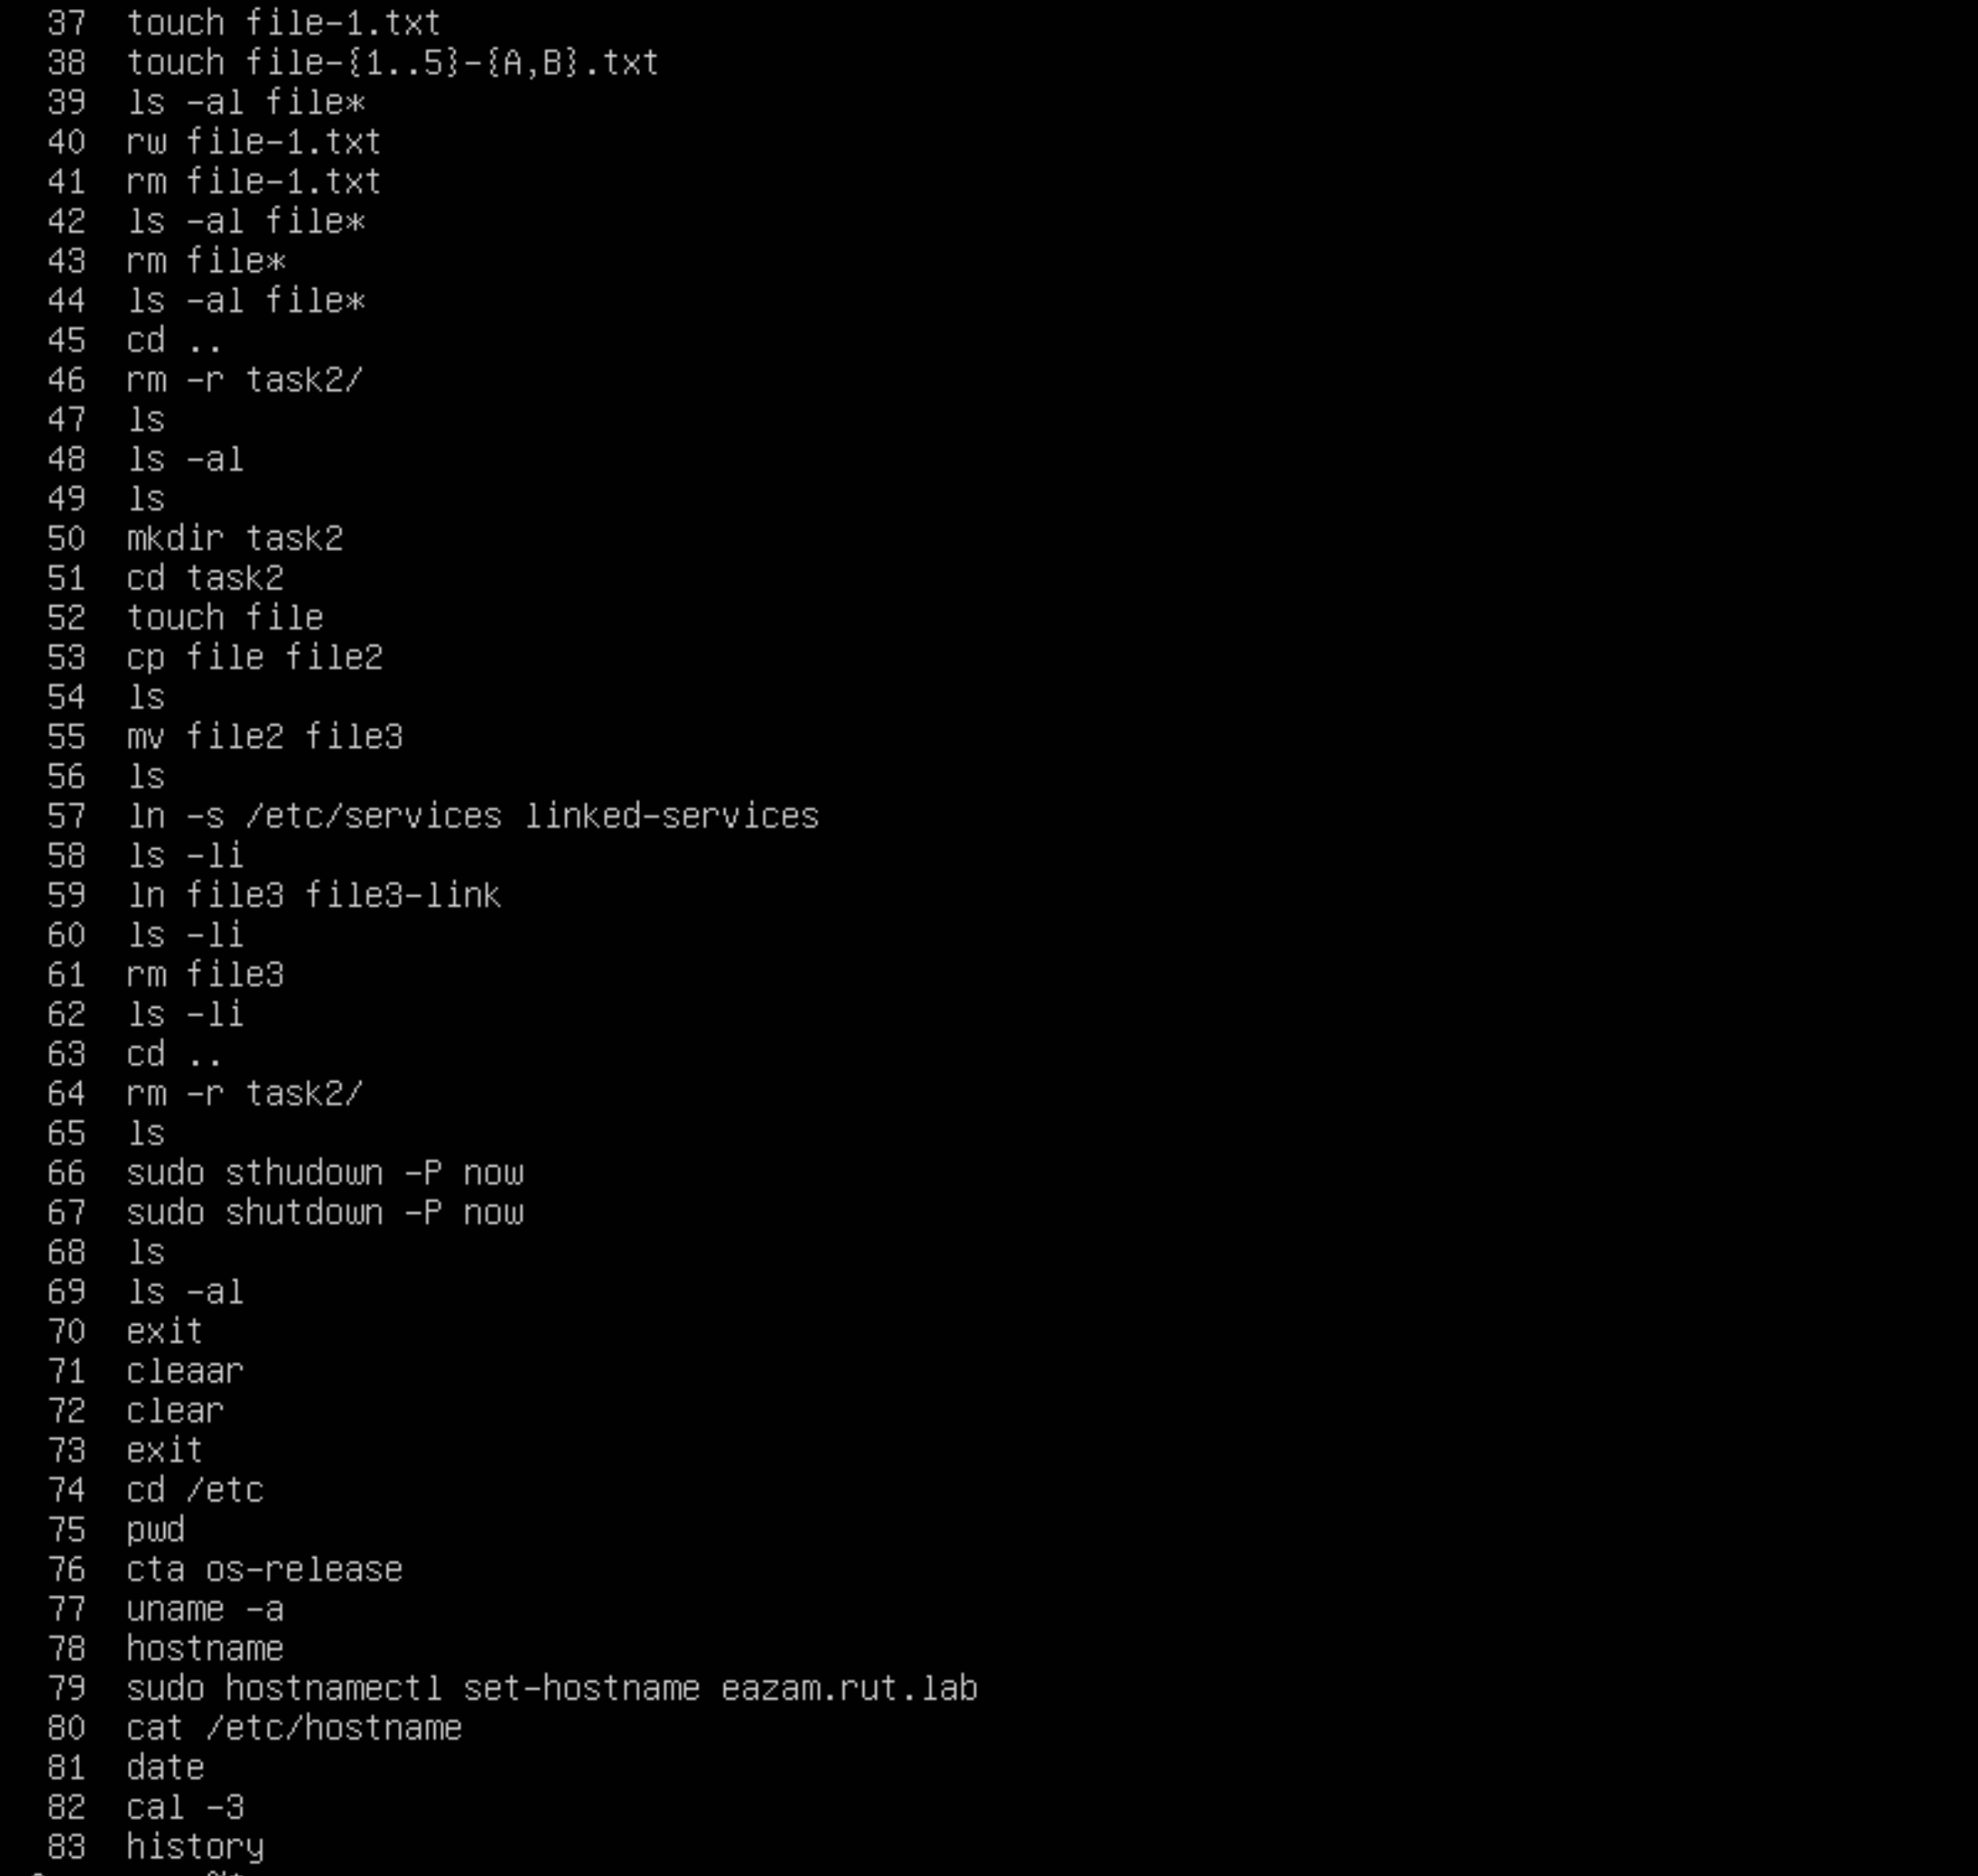 37 touch file-1.txt
38 touch file-{1..5}-{A,B}.txt
39 ls -al file*
40 rw file-1.txt
41 rm file-1.txt
42 ls -al file*
43 rm file*
44 ls -al file*
45 cd ..
46 rm -r task2/
47 ls
48 ls -al
49 ls
50 mkdir task2
51 cd task2
52 touch file
53 cp file file2
54 ls
55 mv file2 file3
56 ls
57 ln -s /etc/services linked-services
58 ls -li
59 ln file3 file3-link
60 ls -li
61 rm file3
62 ls -li
63 cd ..
64 rm -r task2/
65 ls
66 sudo sthudown -P now
67 sudo shutdown -P now
68 ls
69 ls -al
70 exit
71 cleaar
72 clear
73 exit
74 cd /etc
75 pwd
76 cta os-release
77 uname -a
78 hostname
79 sudo hostnamectl set-hostname eazam.rut.lab
80 cat /etc/hostname
81 date
82 cal -3
83 history